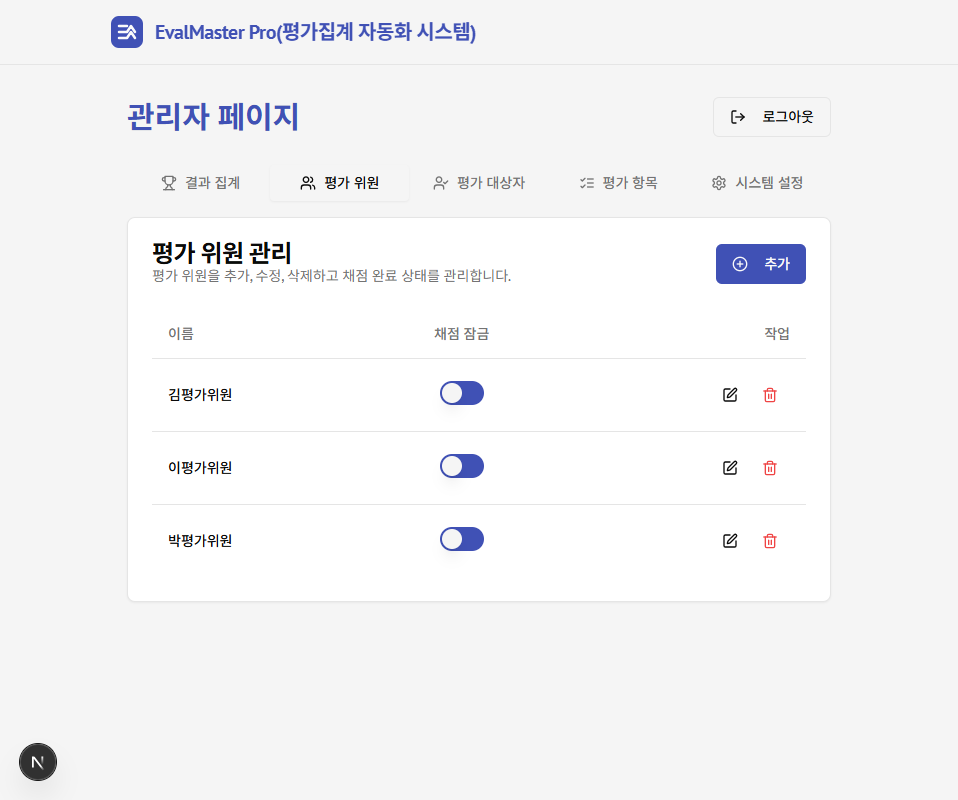 EvalMaster Pro(평가집계 자동화 시스템)
관리자 페이지
로그아웃
결과 집계
평가 위원
평가 대상자
평가 항목
시스템 설정
평가 위원 관리
평가 위원을 추가, 수정, 삭제하고 채점 완료 상태를 관리합니다.
추가
이름 채점 잠금 작업
김평가위원
이평가위원
박평가위원
N